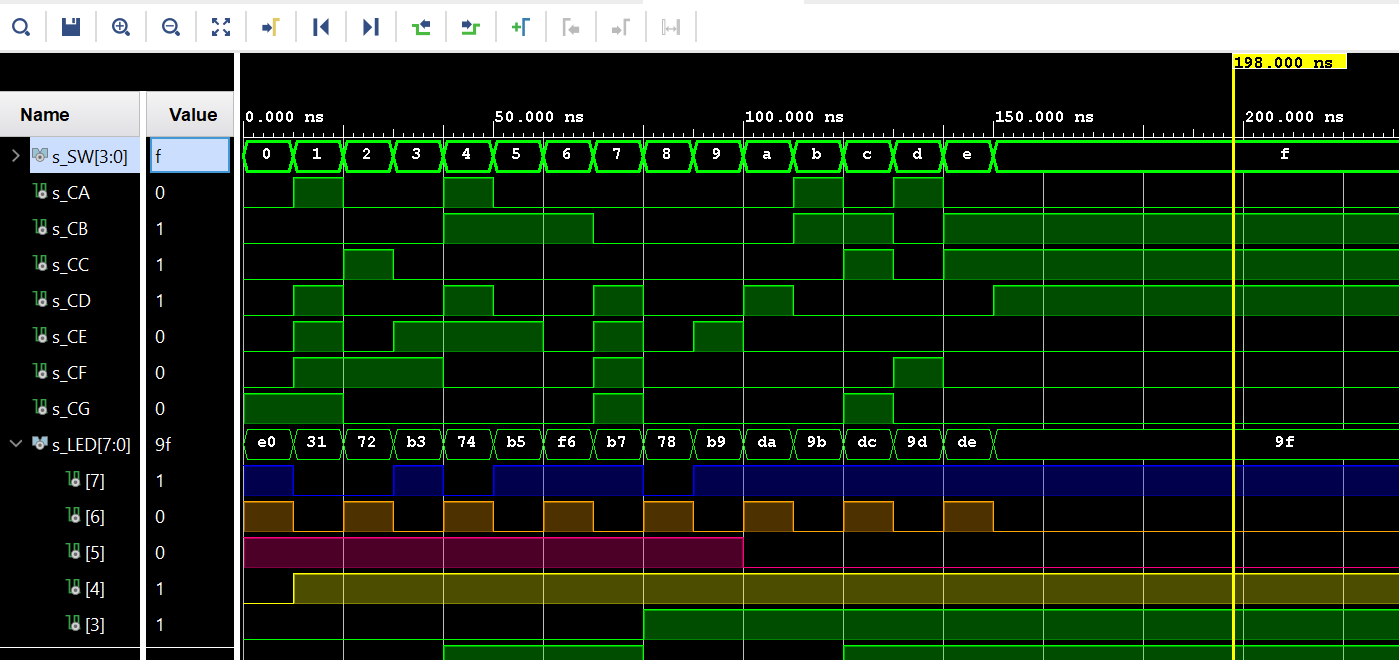 198.000 ns
Name Value 0.000 ns 50.000 ns 100.000 ns 150.000 ns 200.000 ns
s_SW[3:0] f 0 1 2 3 4 5 6 7 8 9 a b c d e f
s_CA 0
s_CB 1
s_CC 1
s_CD 1
s_CE 0
s_CF 0
s_CG 0
s_LED[7:0] 9f e0 31 72 b3 74 b5 f6 b7 78 b9 da 9b dc 9d de 9f
[7] 1
[6] 0
[5] 0
[4] 1
[3] 1